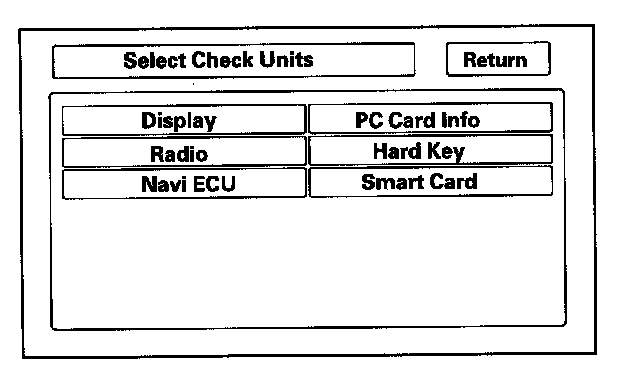 Select Check Units Return
Display PC Card Info
Radio Hard Key
Navi ECU Smart Card